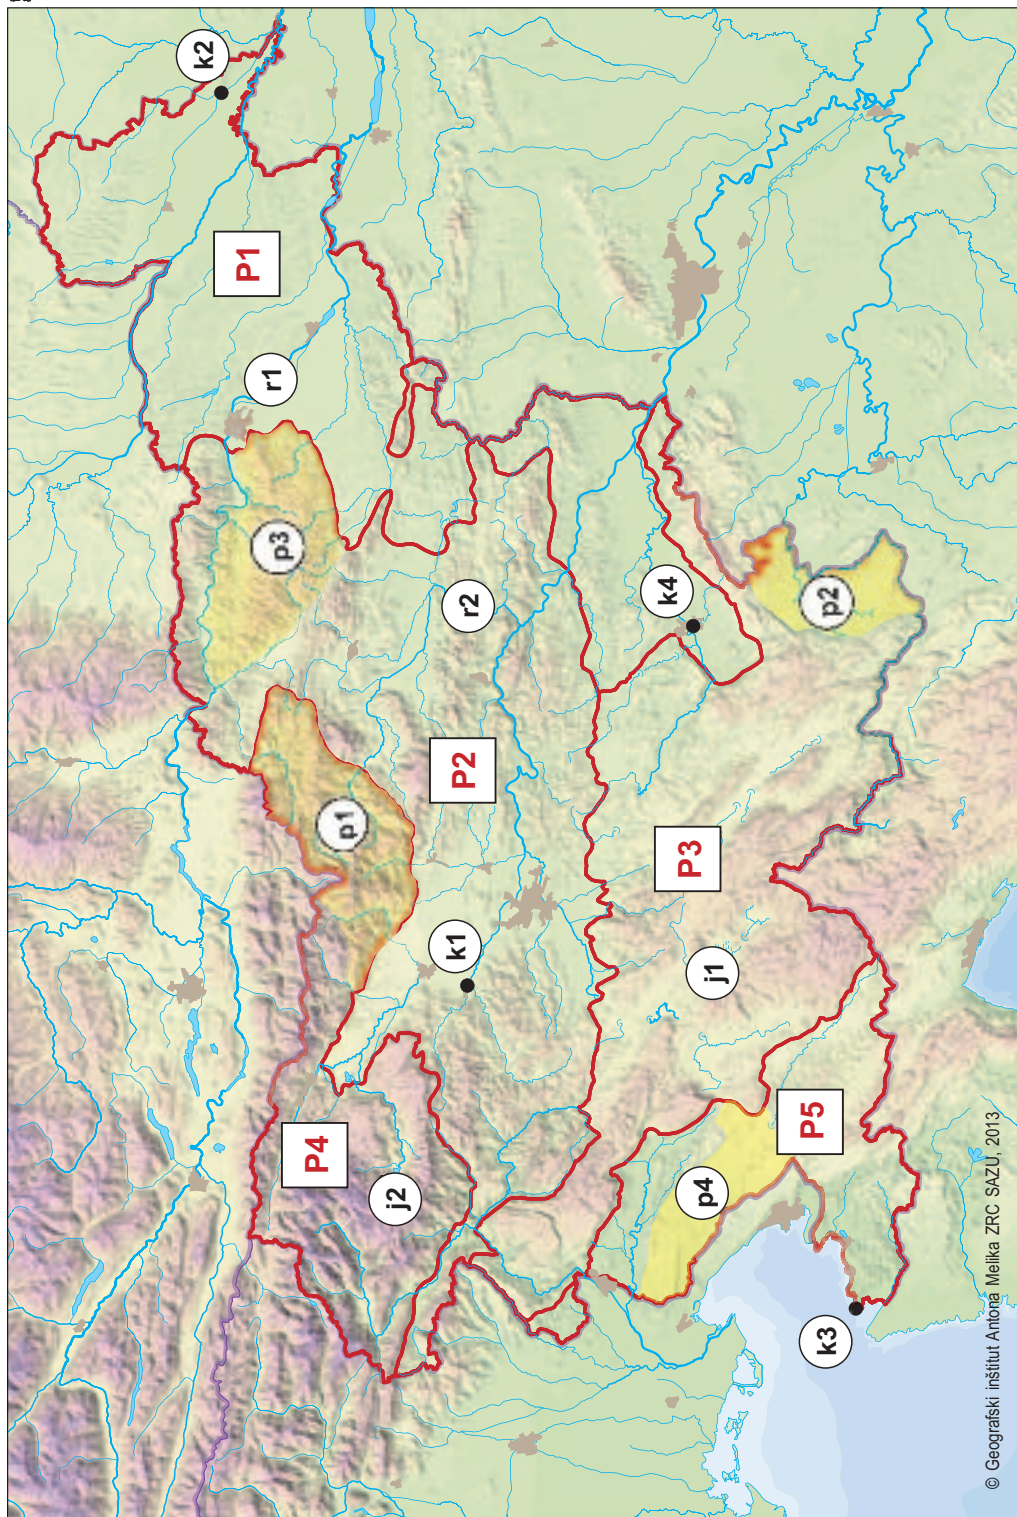 k2
P1
r1
p3
P4
p1
j2
k1
P2
r2
k4
P3
p4
j1
P5
k3
p2
© Geografski inštitut Antona Melika ZRC SAZU, 2013